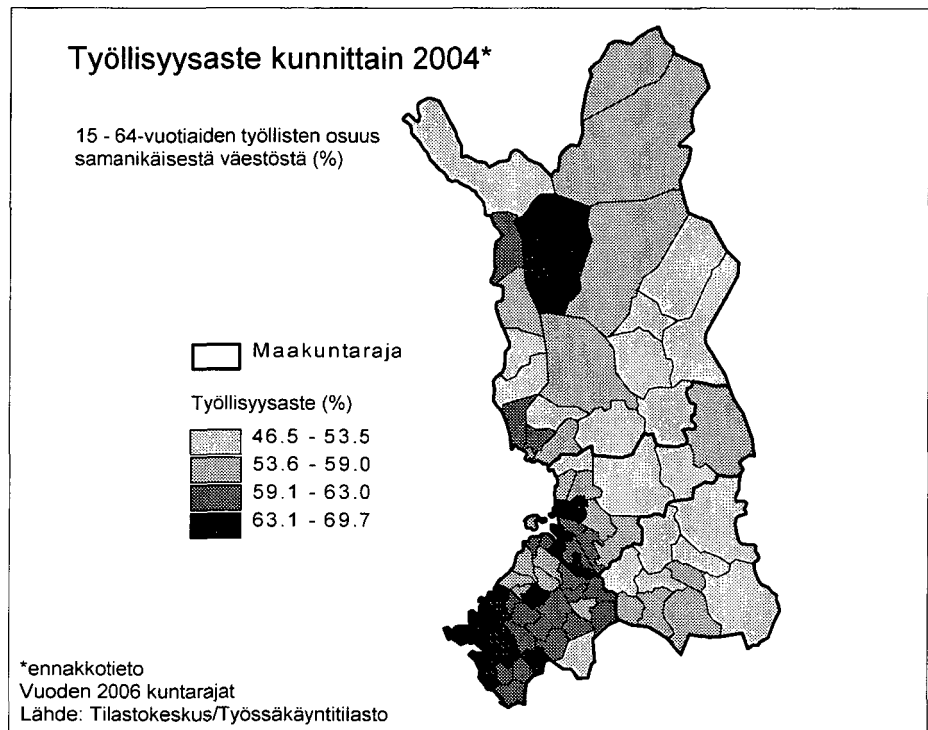 Työllisyysaste kunnittain 2004*
15 - 64-vuotiaiden työllisten osuus
samanikäisestä väestöstä (%)
Maakuntaraja
Työllisyysaste (%)
46.5 - 53.5
53.6 - 59.0
59.1 - 63.0
63.1 - 69.7
*ennakkotieto
Vuoden 2006 kuntarajat
Lähde: Tilastokeskus/Työssäkäyntitilasto